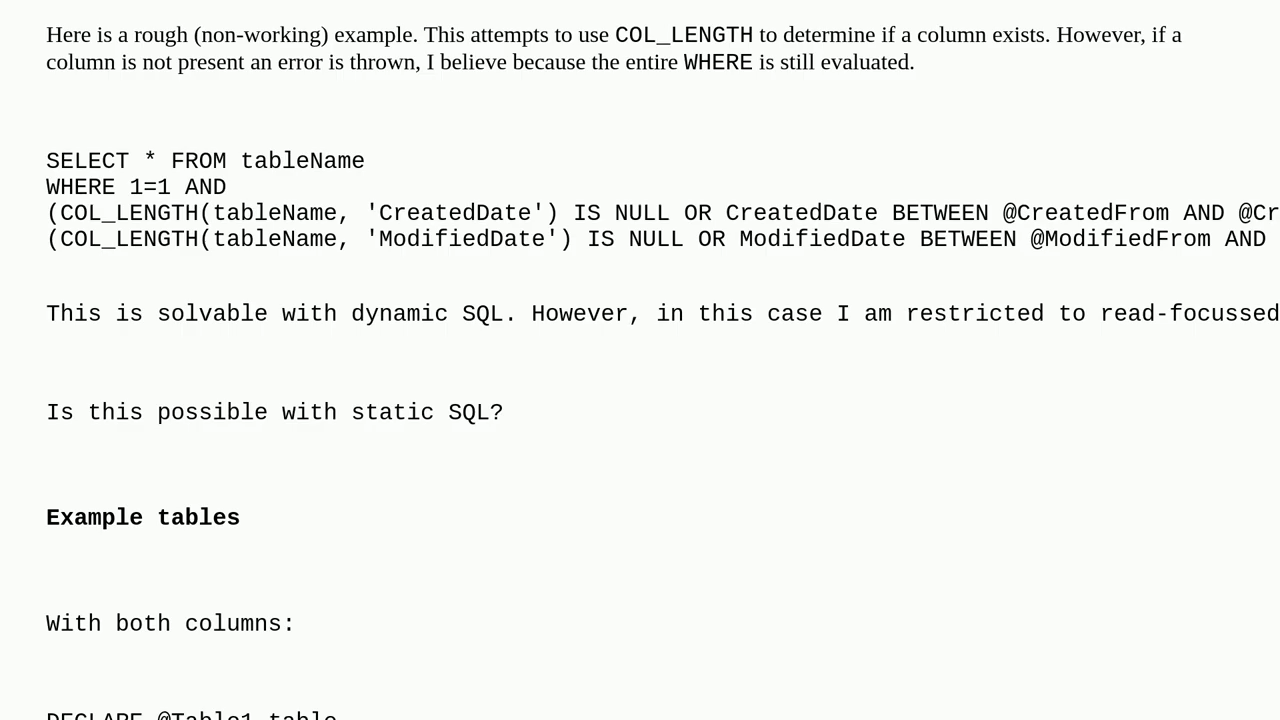 Here is a rough (non-working) example. This attempts to use COL_LENGTH to determine if a column exists. However, if a
column is not present an error is thrown, I believe because the entire WHERE is still evaluated.
SELECT * FROM tableName
WHERE 1=1 AND
(COL_LENGTH(tableName, 'CreatedDate') IS NULL OR CreatedDate BETWEEN @CreatedFrom AND @Cr
(COL_LENGTH(tableName, 'ModifiedDate') IS NULL OR ModifiedDate BETWEEN @ModifiedFrom AND
This is solvable with dynamic SQL. However, in this case I am restricted to read-focussed
Is this possible with static SQL?
Example tables
With both columns:
DECLARE @Table1 table